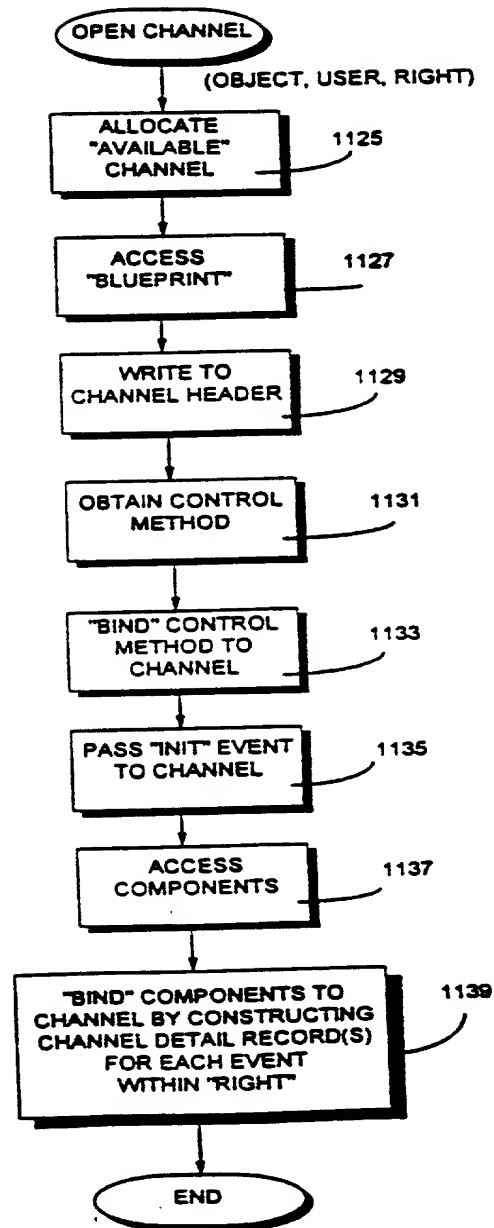 OPEN CHANNEL
(OBJECT, USER, RIGHT)
ALLOCATE
"AVAILABLE"
CHANNEL
1125
ACCESS
"BLUEPRINT"
1127
WRITE TO
CHANNEL HEADER
1129
OBTAIN CONTROL
METHOD
1131
"BIND" CONTROL
METHOD TO
CHANNEL
1133
PASS "INIT" EVENT
TO CHANNEL
1135
ACCESS
COMPONENTS
1137
"BIND" COMPONENTS TO
CHANNEL BY CONSTRUCTING
CHANNEL DETAIL RECORD(S)
FOR EACH EVENT
WITHIN "RIGHT"
1139
END